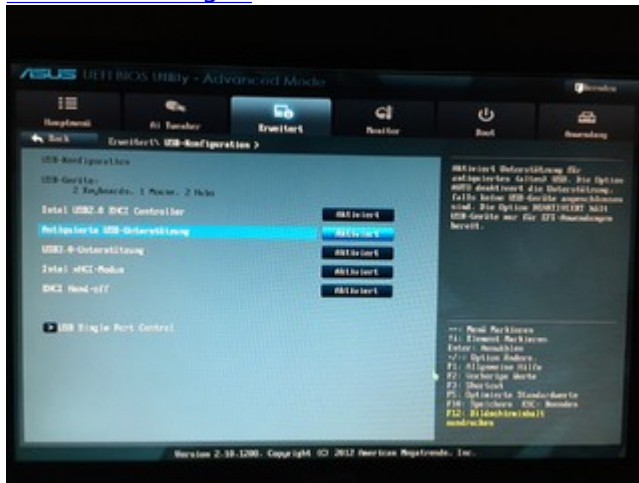 ASUS UEFI BIOS Utility - Advanced Mode
Beenden
Hauptmenü
Ai Tweaker
Erweitert
Monitor
Boot
Anwendung
Back
Erweitert\ USB-Konfiguration >
USB-Konfiguration
USB-Geräte:
2 Keyboards, 1 Mouse, 2 Hubs
Intel USB2.0 EHCI Controller
Aktiviert
Antiquierte USB-Unterstützung
Aktiviert
USB3.0-Unterstützung
Aktiviert
Intel xHCI-Modus
Aktiviert
EHCI Hand-off
Aktiviert
USB Single Port Control
Aktiviert Unterstützung für
antiquiertes USB. Die Option
AUTO deaktiviert die Unterstützung,
falls keine USB-Geräte angeschlossen
sind. Die Option DEAKTIVIERT hält
USB-Geräte nur für EFI-Anwendungen
bereit.
Menü Markieren
Element Markieren
Enter: Auswählen
+/-: Option Ändern
F1: Allgemeine Hilfe
F2: Vorherige Werte
F3: Shortcut
F5: Optimierte Standardwerte
F10: Speichern ESC: Beenden
F12: Bildschirminhalt
ausdrucken
Version 2.10.1208. Copyright (C) 2012 American Megatrends, Inc.